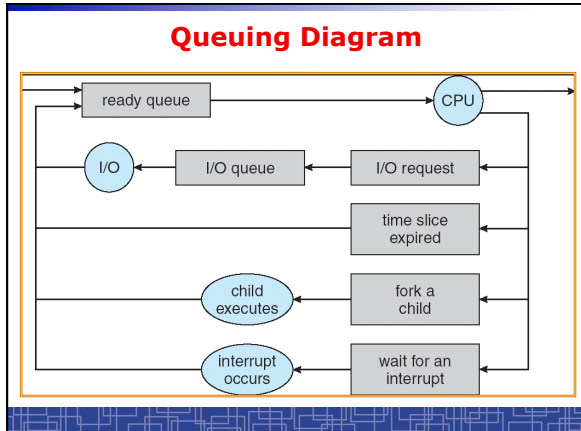 Queuing Diagram
ready queue
CPU
I/O
I/O queue
I/O request
time slice
expired
child
executes
fork a
child
interrupt
occurs
wait for an
interrupt